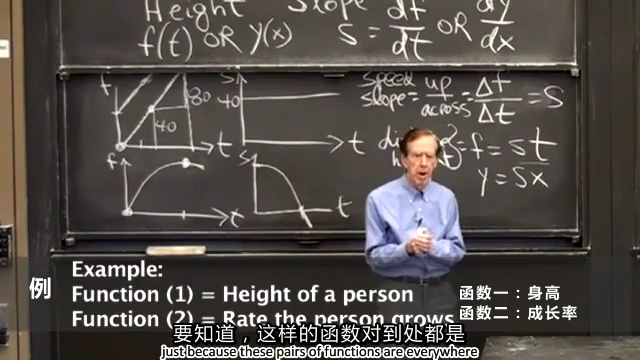 Height Slope df dy
f(t) OR y(x) s = dt OR dx
speed up Δf
slope = across = Δt = S
f 80 S 40
40 t t
f = st
y = sx
f t S t
例
Example:
Function (1) = Height of a person
函数一：身高
Function (2) = Rate the person grows
函数二：成长率
要知道，这样的函数对到处都是
just because these pairs of functions are everywhere